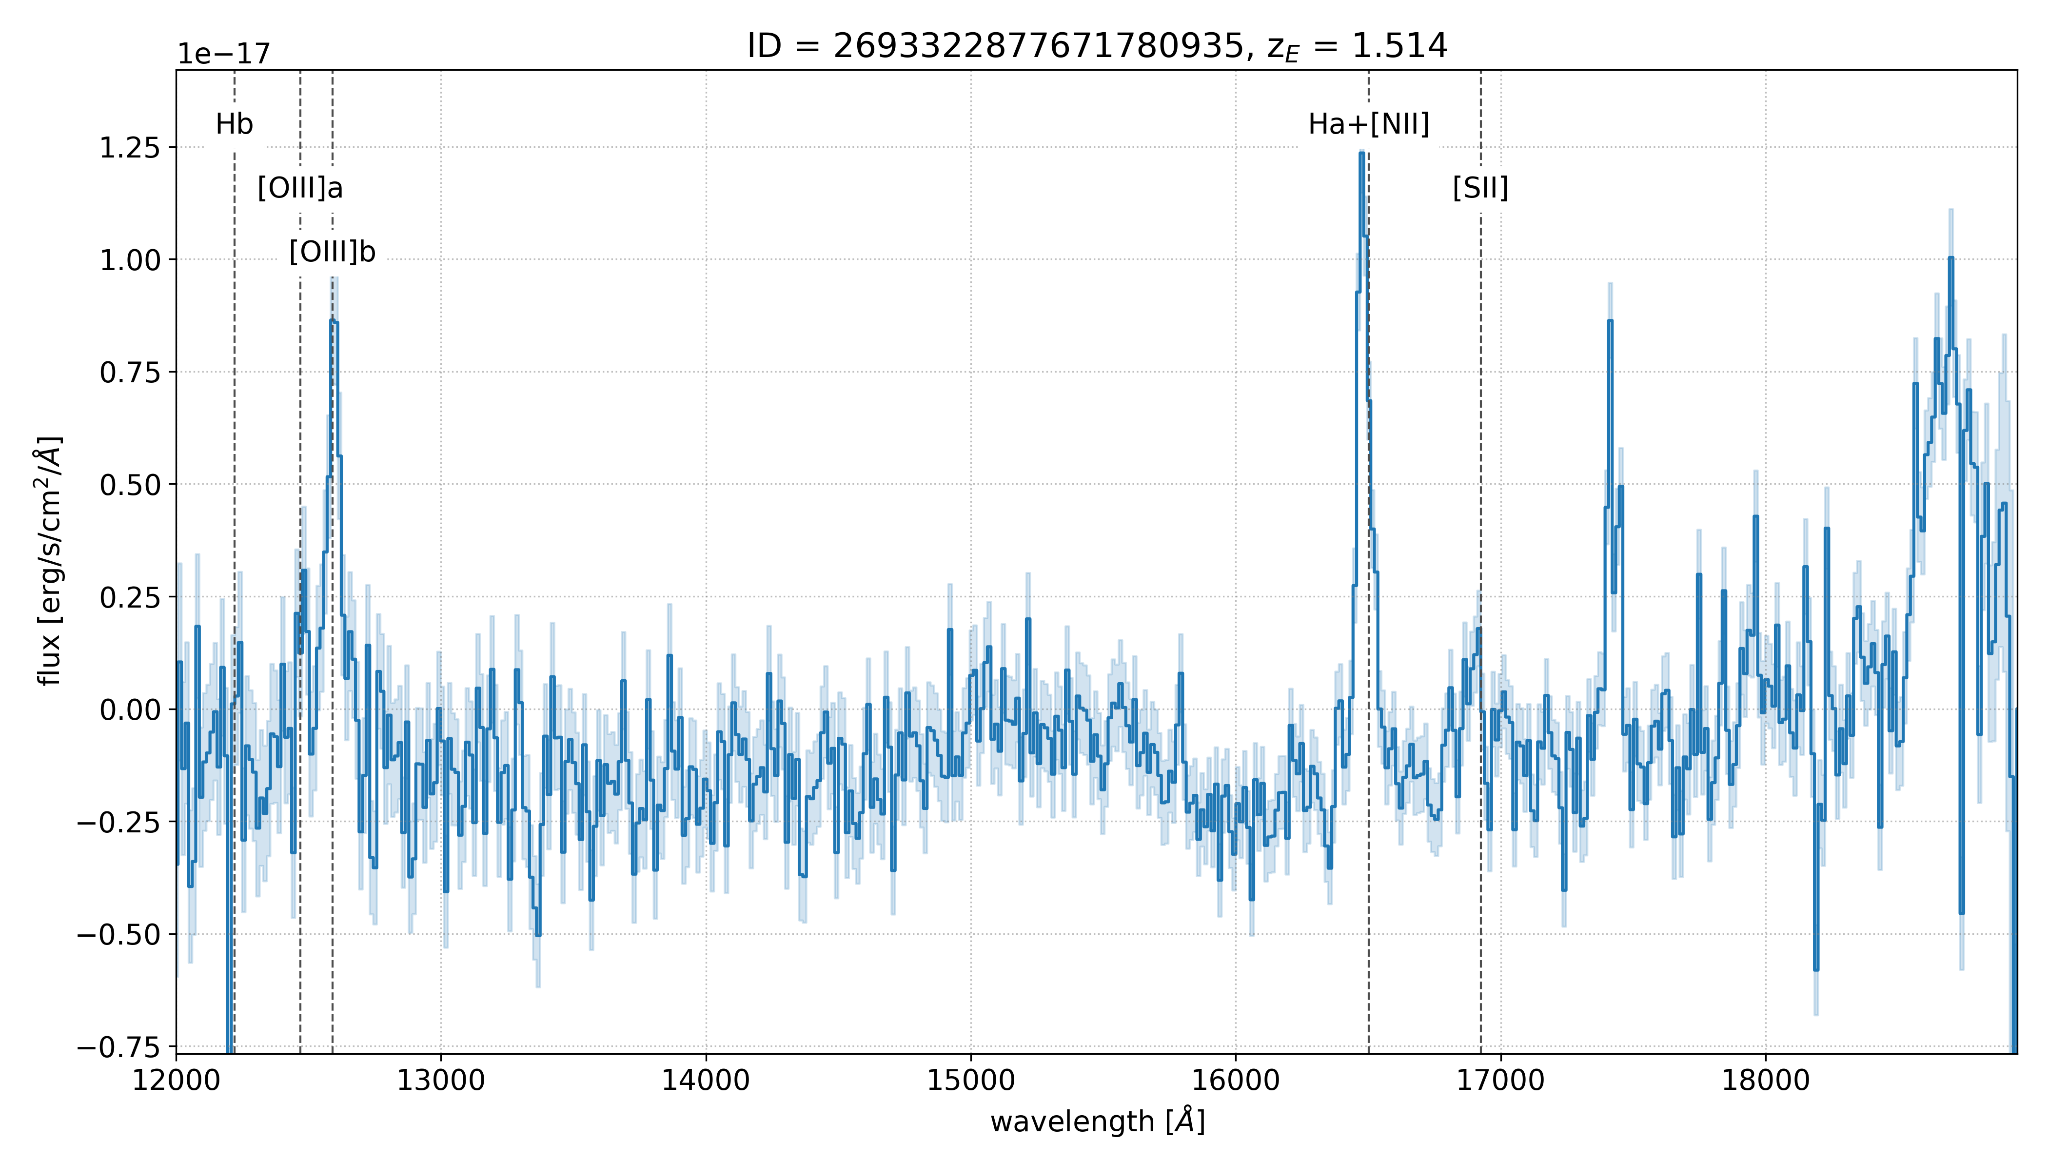 ID = 2693322877671780935, z_E = 1.514
1e−17
Hb
Ha+[NII]
[OIII]a
[SII]
[OIII]b
1.25
1.00
0.75
0.50
0.25
0.00
−0.25
−0.50
−0.75
flux [erg/s/cm²/Å]
12000 13000 14000 15000 16000 17000 18000
wavelength [Å]